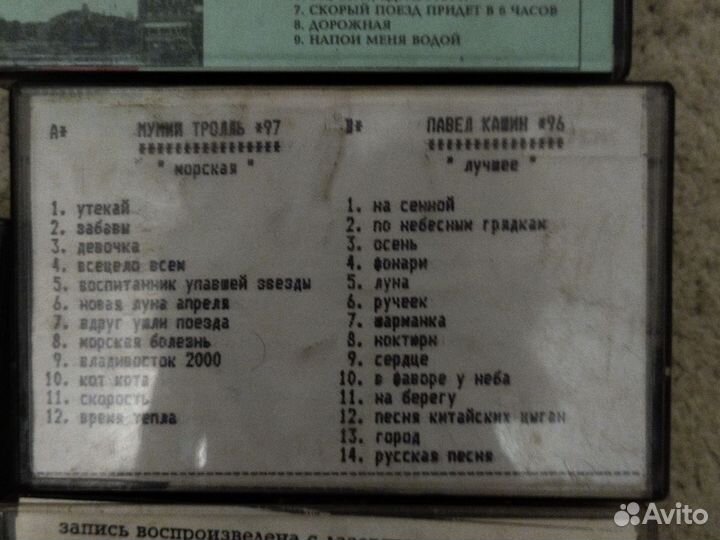 7. СКОРЫЙ ПОЕЗД ПРИДЕТ В 6 ЧАСОВ
8. ДОРОЖНАЯ
9. НАПОИ МЕНЯ ВОДОЙ
А* МУМИЙ ТРОЛЛЬ *97
****************
" морская "
1. утекай
2. забавы
3. девочка
4. всецело всем
5. воспитанник упавшей звезды
6. новая луна апреля
7. вдруг ушли поезда
8. морская болезнь
9. владивосток 2000
10. кот кота
11. скорость
12. время тепла
В* ПАВЕЛ КАШИН *96
***************
" лучшее "
1. на сенной
2. по небесным грядкам
3. осень
4. фонари
5. луна
6. ручеек
7. шарманка
8. ноктюрн
9. сердце
10. в фаворе у неба
11. на берегу
12. песня китайских цыган
13. город
14. русская песня
запись воспроизведена с
Avito